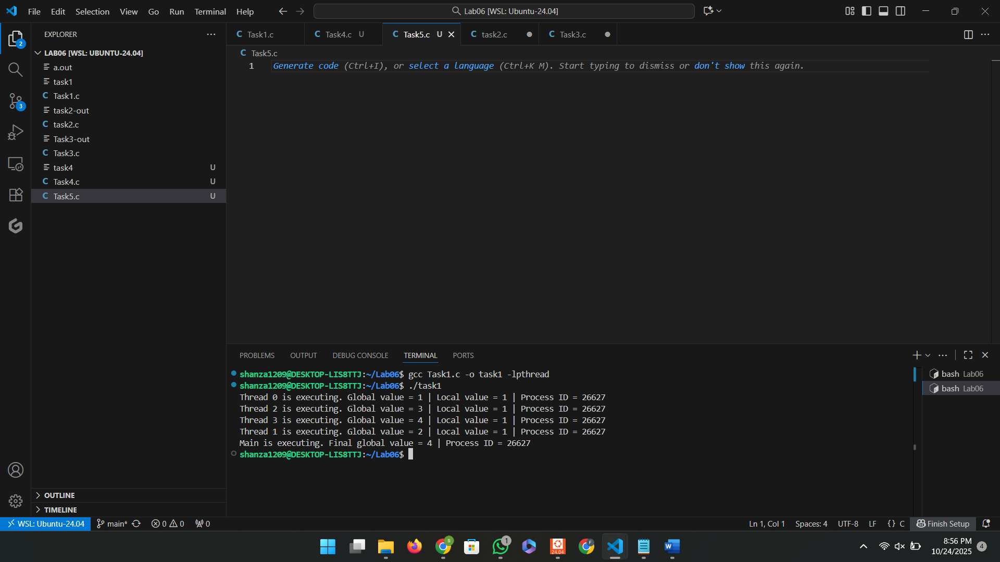 File Edit Selection View Go Run Terminal Help
Lab06 [WSL: Ubuntu-24.04]
EXPLORER
Task1.c
Task4.c U
Task5.c U
task2.c
Task3.c
LAB06 [WSL: UBUNTU-24.04]
a.out
task1
Task1.c
task2-out
task2.c
Task3-out
Task3.c
task4 U
Task4.c U
Task5.c U
2
3
OUTLINE
TIMELINE
Task5.c
1 Generate code (Ctrl+I), or select a language (Ctrl+K M). Start typing to dismiss or don't show this again.
PROBLEMS OUTPUT DEBUG CONSOLE TERMINAL PORTS
shanza1209@DESKTOP-LIS8TTJ:~/Lab06$ gcc Task1.c -o task1 -lpthread
shanza1209@DESKTOP-LIS8TTJ:~/Lab06$ ./task1
Thread 0 is executing. Global value = 1 | Local value = 1 | Process ID = 26627
Thread 2 is executing. Global value = 3 | Local value = 1 | Process ID = 26627
Thread 3 is executing. Global value = 4 | Local value = 1 | Process ID = 26627
Thread 1 is executing. Global value = 2 | Local value = 1 | Process ID = 26627
Main is executing. Final global value = 4 | Process ID = 26627
shanza1209@DESKTOP-LIS8TTJ:~/Lab06$
bash Lab06
bash Lab06
WSL: Ubuntu-24.04 main* 0 0 0
Ln 1, Col 1 Spaces: 4 UTF-8 LF {} C Finish Setup
S
1
24.04
F
W
8:56 PM
10/24/2025
4